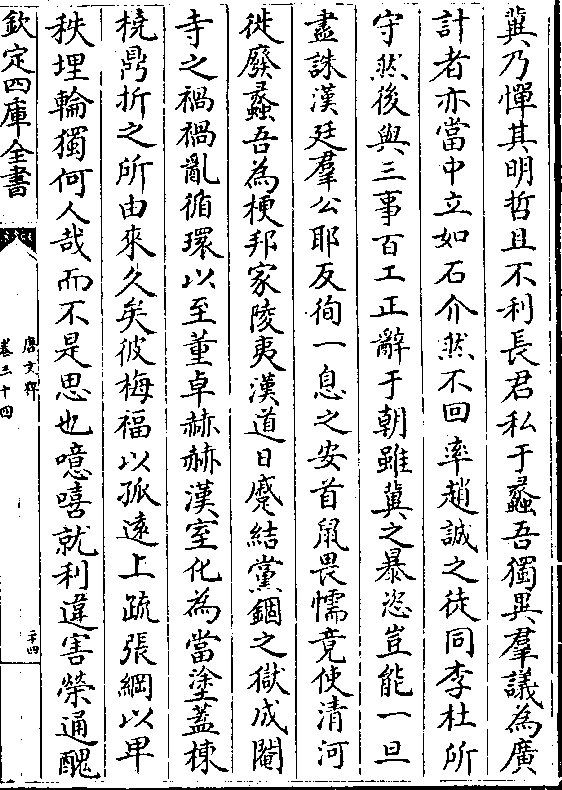 冀乃憚其明哲且不利長君私于蠡吾獨異羣議為廣
計者亦當中立如石介然不回率趙誠之徒同李杜所
守然後與三事百工正辭于朝雖冀之暴恣豈能一旦
盡誅漢廷羣公耶反徇一息之安首鼠畏懦竟使清河
徙廢蠡吾為梗邦家陵夷漢道日蹙結黨錮之獄成閹
寺之禍禍亂循環以至董卓赫赫漢室化為當塗蓋棟
橈鼎折之所由來久矣彼梅福以孤遠上疏張綱以卑
秩埋輪獨何人哉而不是思也噫嘻就利違害榮通醜
欽定四庫全書
唐文粹
卷三十四
二十四